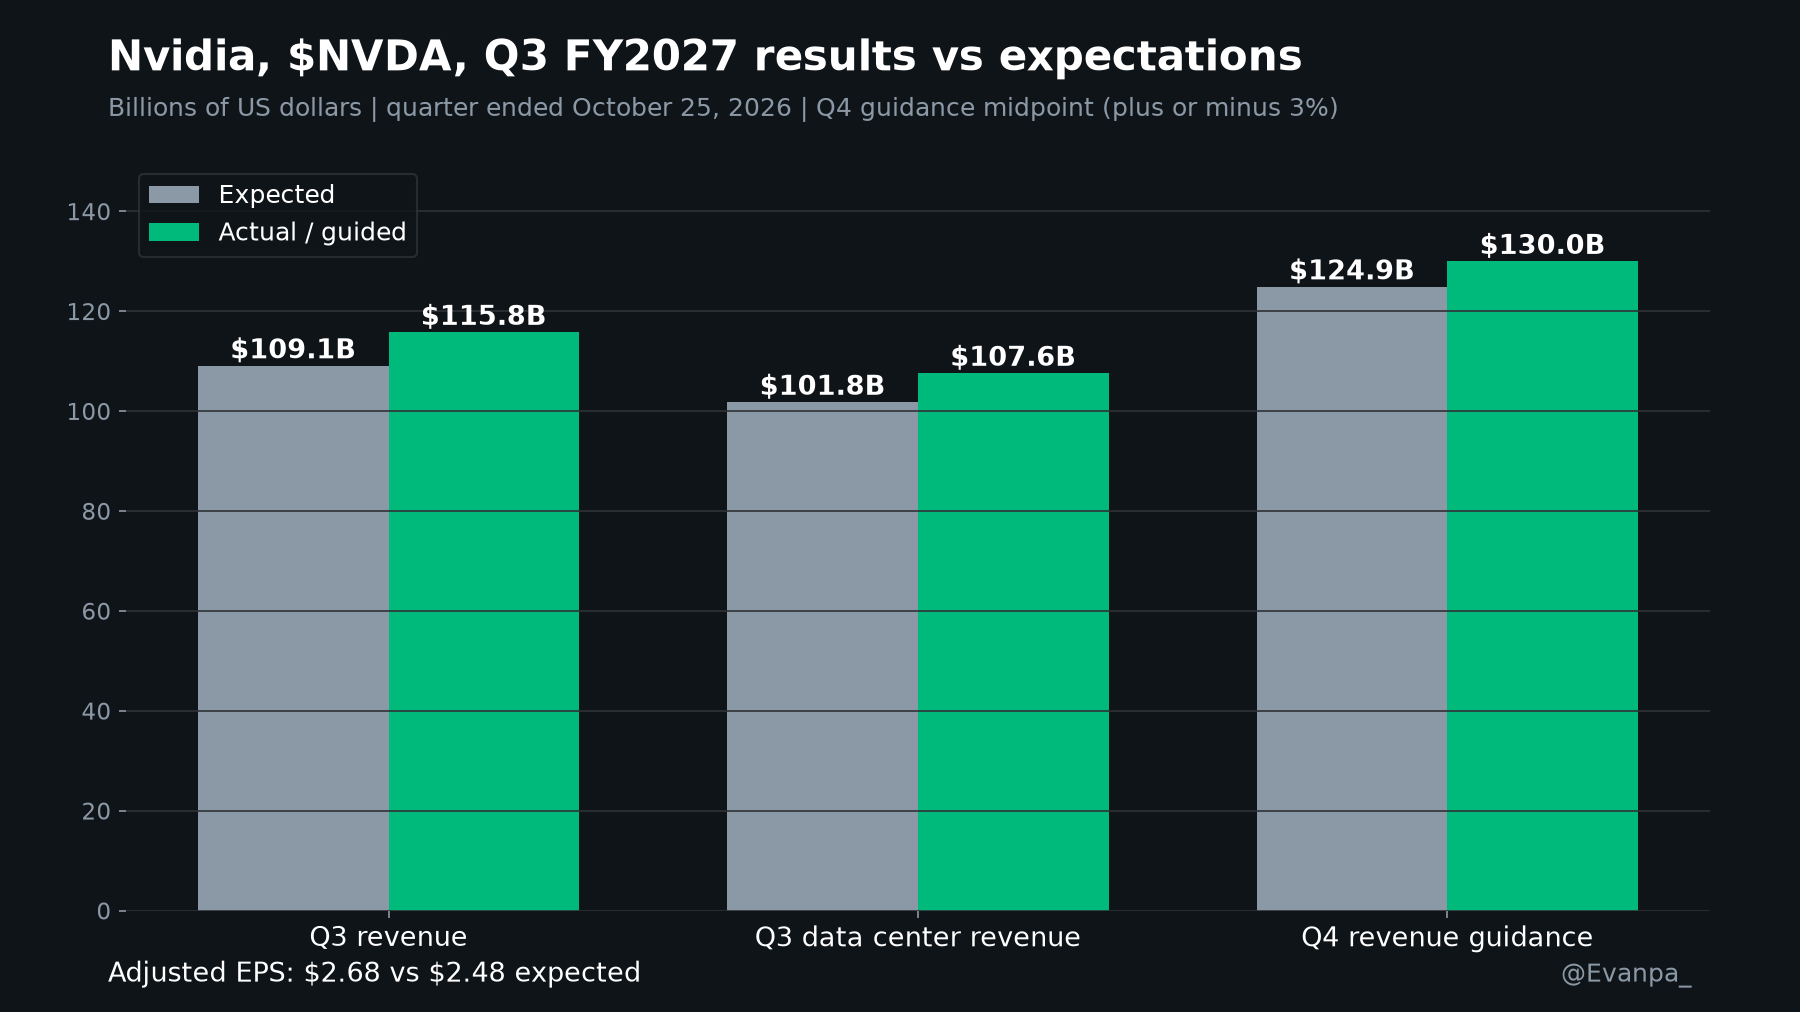 Nvidia, $NVDA, Q3 FY2027 results vs expectations
Billions of US dollars | quarter ended October 25, 2026 | Q4 guidance midpoint (plus or minus 3%)
Expected
Actual / guided
140
120
100
80
60
40
20
0
$109.1B
$115.8B
$101.8B
$107.6B
$124.9B
$130.0B
Q3 revenue
Q3 data center revenue
Q4 revenue guidance
Adjusted EPS: $2.68 vs $2.48 expected
@Evanpa_